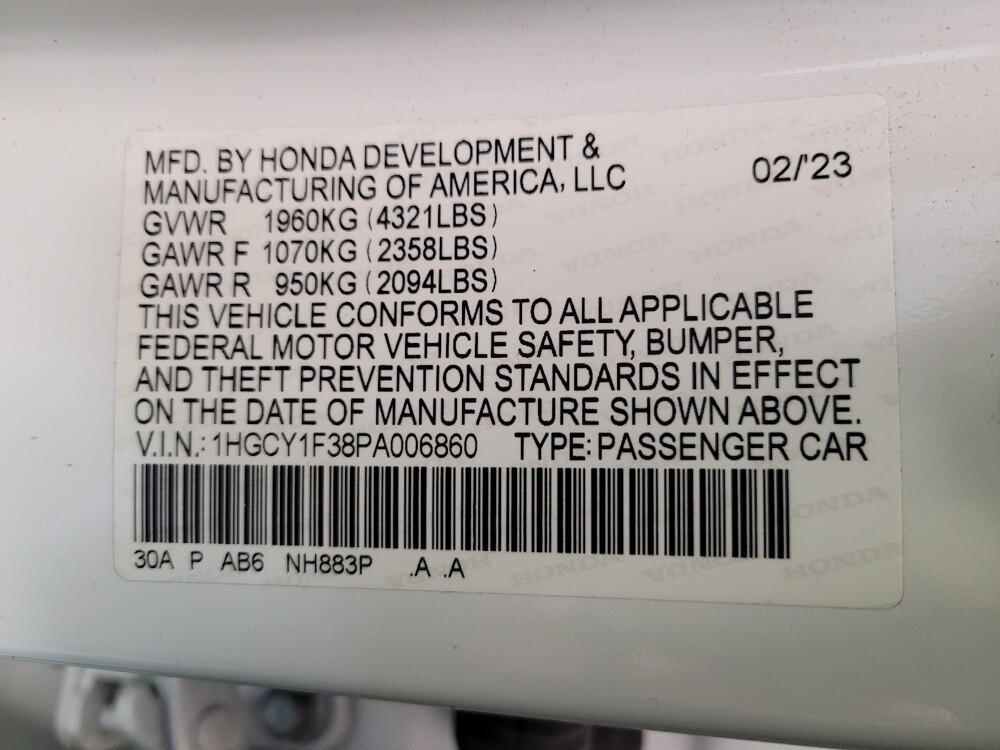 MFD. BY HONDA DEVELOPMENT & 02/'23
MANUFACTURING OF AMERICA, LLC
GVWR 1960KG (4321LBS)
GAWR F 1070KG (2358LBS)
GAWR R 950KG (2094LBS)
THIS VEHICLE CONFORMS TO ALL APPLICABLE
FEDERAL MOTOR VEHICLE SAFETY, BUMPER,
AND THEFT PREVENTION STANDARDS IN EFFECT
ON THE DATE OF MANUFACTURE SHOWN ABOVE.
V.I.N.: 1HGCY1F38PA006860 TYPE: PASSENGER CAR
30A P AB6 NH883P .A .A